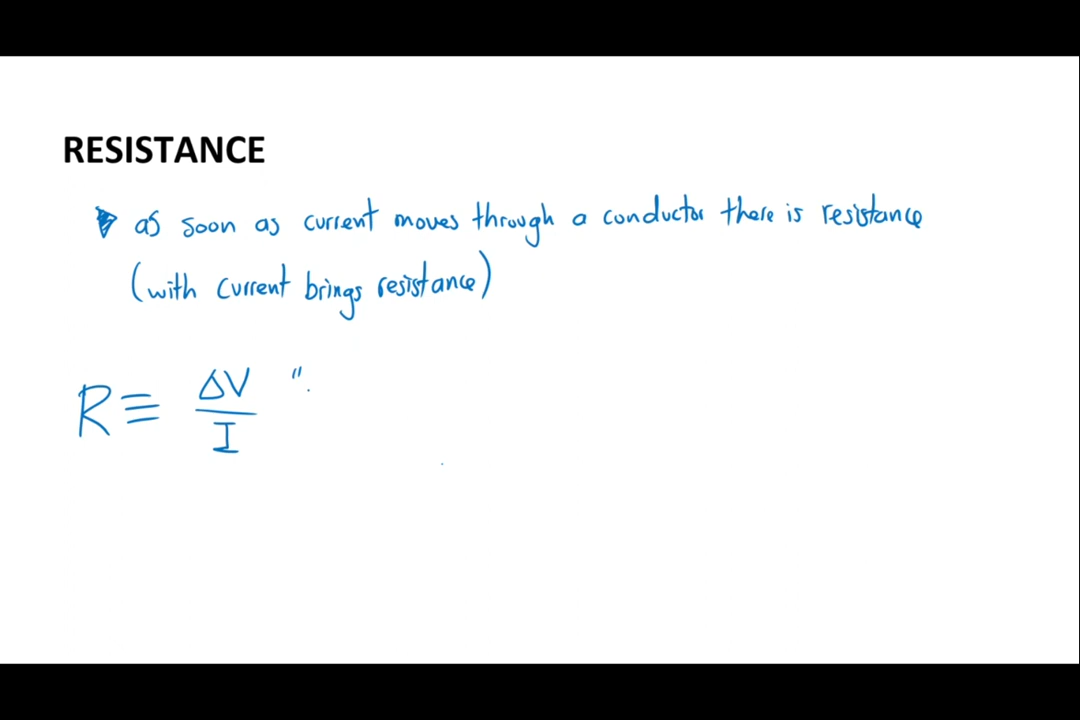 RESISTANCE
as soon as current moves through a conductor there is resistance
(with current brings resistance)
R ≡ ΔV / I "